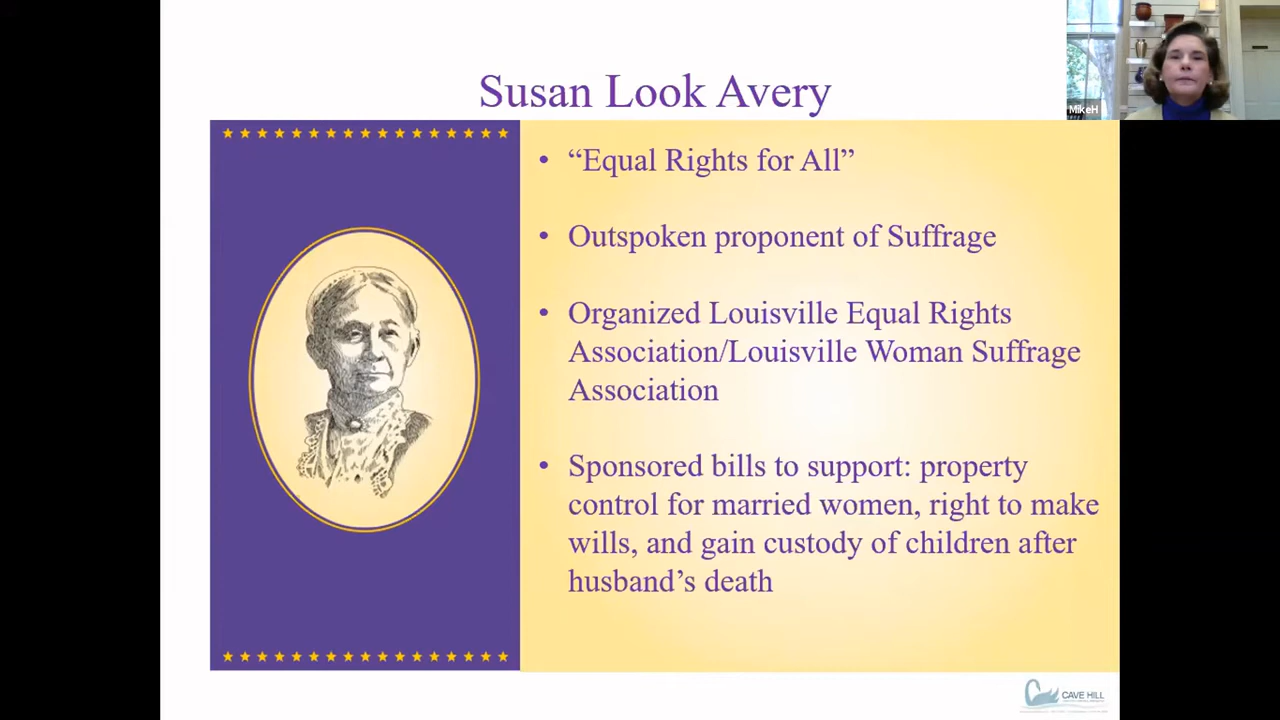 Susan Look Avery
MikeH
• “Equal Rights for All”
• Outspoken proponent of Suffrage
• Organized Louisville Equal Rights
Association/Louisville Woman Suffrage
Association
• Sponsored bills to support: property
control for married women, right to make
wills, and gain custody of children after
husband’s death
CAVE HILL